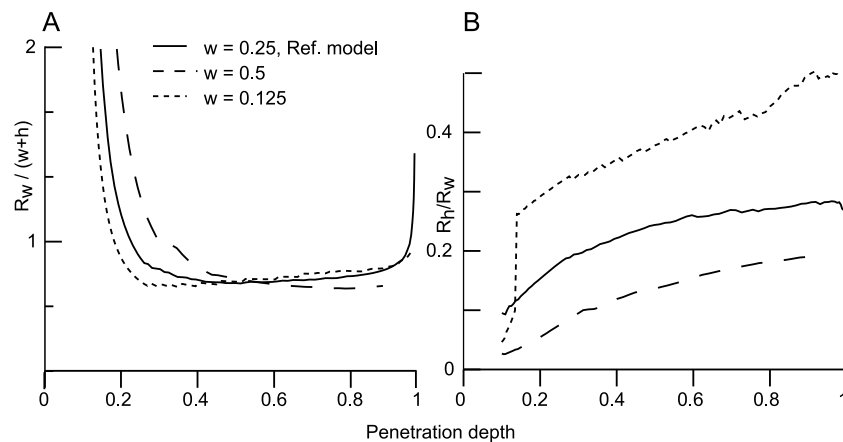 A
2
1
R_w / (w+h)
w = 0.25, Ref. model
w = 0.5
w = 0.125
0 0.2 0.4 0.6 0.8 1
B
0.4
0.2
0
R_h/R_w
0 0.2 0.4 0.6 0.8 1
Penetration depth